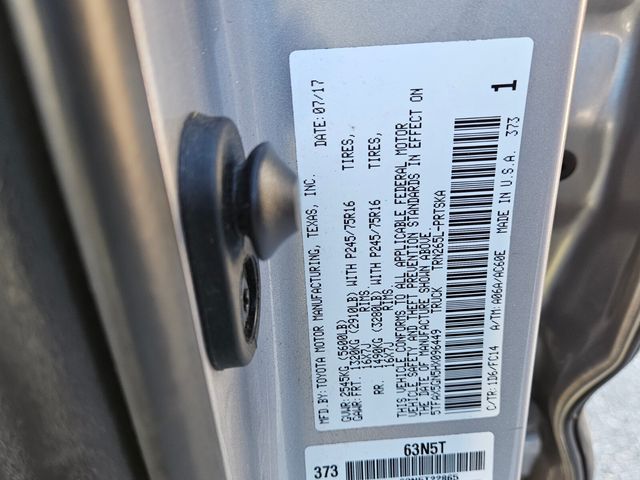 MFD.BY: TOYOTA MOTOR MANUFACTURING, TEXAS, INC. DATE: 07/17
GVWR: 2545KG (5600LB)
GAWR: FRT. 1320KG (2910LB) WITH P245/75R16 TIRES,
16X7J RIMS,
RR. 1490KG (3280LB) WITH P245/75R16 TIRES,
16X7J RIMS.
THIS VEHICLE CONFORMS TO ALL APPLICABLE FEDERAL MOTOR
VEHICLE SAFETY AND THEFT PREVENTION STANDARDS IN EFFECT ON
THE DATE OF MANUFACTURE SHOWN ABOVE.
5TFAX5GN5HX096449 TRUCK TRN265L-PRTSKA
C/TR: 1D6/FC14 A/TM: A06A/AC60E MADE IN U.S.A. 373 1
63N5T
373